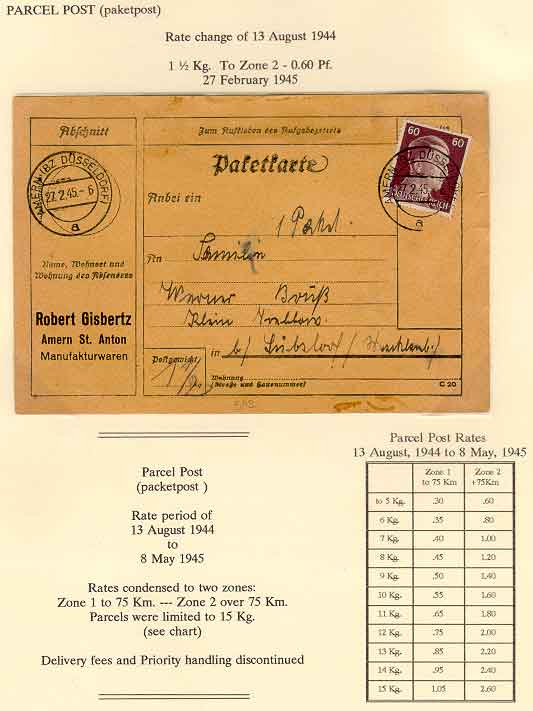 PARCEL POST (paketpost)
Rate change of 13 August 1944
1 ½ Kg. To Zone 2 - 0.60 Pf.
27 February 1945
Abschnitt
Zum Aufkleben des Aufgabezettels
Paketkarte
60 60
AMERN (BZ DÜSSELDORF)
27.2.45.-6
a
AMERN (BZ DÜSSELDORF)
27.2.45.
a
Anbei ein
1 Paket.
An Familie
Name, Wohnort und
Wohnung des Absenders
Werner
Klein
Robert Gisbertz
Amern St. Anton
Manufakturwaren
Postgewicht
in b/
Wohnung
(Straße und Hausnummer)
C 20
Parcel Post
(packetpost )
Rate period of
13 August 1944
to
8 May 1945
Rates condensed to two zones:
Zone 1 to 75 Km. --- Zone 2 over 75 Km.
Parcels were limited to 15 Kg.
(see chart)
Delivery fees and Priority handling discontinued
Parcel Post Rates
13 August, 1944 to 8 May, 1945
Zone 1 Zone 2
to 75 Km +75Km
to 5 Kg. .30 .60
6 Kg. .35 .80
7 Kg. .40 1.00
8 Kg. .45 1.20
9 Kg. .50 1.40
10 Kg. .55 1.60
11 Kg. .65 1.80
12 Kg. .75 2.00
13 Kg. .85 2.20
14 Kg. .95 2.40
15 Kg. 1.05 2.60